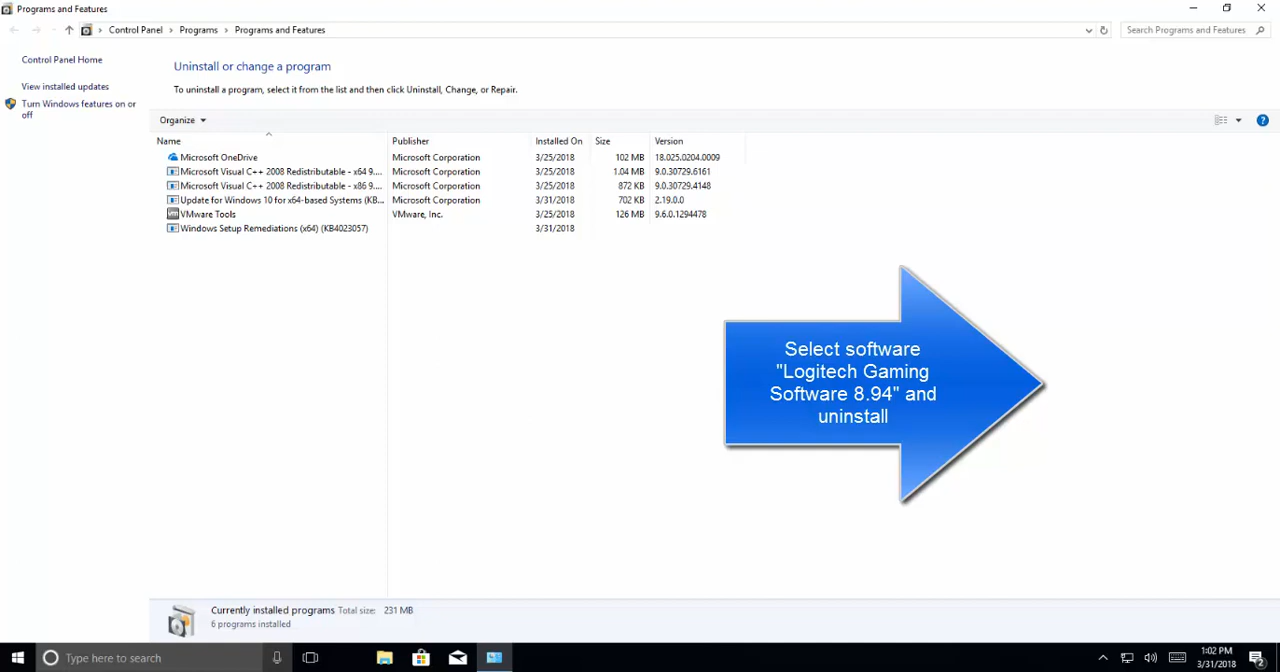 Programs and Features
Control Panel > Programs > Programs and Features
Search Programs and Features
Control Panel Home
View installed updates
Turn Windows features on or
off
Uninstall or change a program
To uninstall a program, select it from the list and then click Uninstall, Change, or Repair.
Organize
Name Publisher Installed On Size Version
Microsoft OneDrive Microsoft Corporation 3/25/2018 102 MB 18.025.0204.0009
Microsoft Visual C++ 2008 Redistributable - x64 9.... Microsoft Corporation 3/25/2018 1.04 MB 9.0.30729.6161
Microsoft Visual C++ 2008 Redistributable - x86 9.... Microsoft Corporation 3/25/2018 872 KB 9.0.30729.4148
Update for Windows 10 for x64-based Systems (KB... Microsoft Corporation 3/31/2018 702 KB 2.19.0.0
vm VMware Tools VMware, Inc. 3/25/2018 126 MB 9.6.0.1294478
Windows Setup Remediations (x64) (KB4023057) 3/31/2018
Select software
"Logitech Gaming
Software 8.94" and
uninstall
Currently installed programs Total size: 231 MB
6 programs installed
Type here to search
1:02 PM
3/31/2018
2